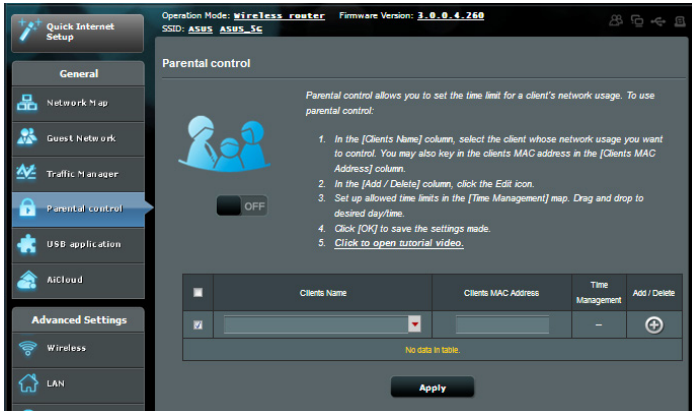 Quick Internet
Setup
Operation Mode: Wireless router Firmware Version: 3.0.0.4.260
SSID: ASUS ASUS_5G
General
Network Map
Guest Network
Traffic Manager
Parental control
USB application
AiCloud
Advanced Settings
Wireless
LAN
Parental control
Parental control allows you to set the time limit for a client's network usage. To use
parental control:
1. In the [Clients Name] column, select the client whose network usage you want
to control. You may also key in the clients MAC address in the [Clients MAC
Address] column.
2. In the [Add / Delete] column, click the Edit icon.
3. Set up allowed time limits in the [Time Management] map. Drag and drop to
desired day/time.
4. Click [OK] to save the settings made.
5. Click to open tutorial video.
OFF
Clients Name Clients MAC Address Time
Management Add / Delete
–
No data in table.
Apply